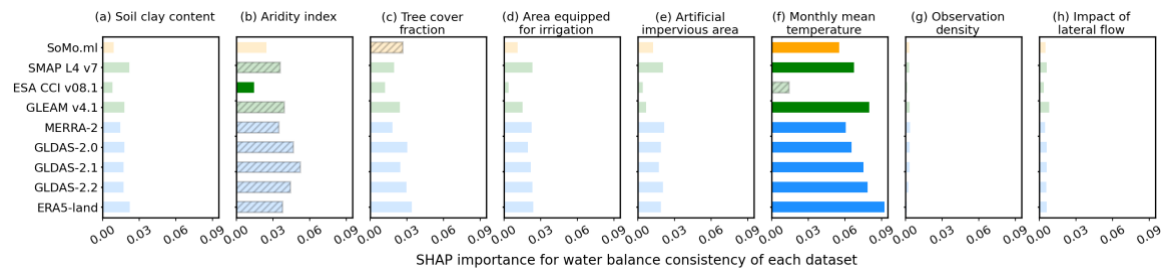 (a) Soil clay content
(b) Aridity index
(c) Tree cover
fraction
(d) Area equipped
for irrigation
(e) Artificial
impervious area
(f) Monthly mean
temperature
(g) Observation
density
(h) Impact of
lateral flow
SoMo.ml
SMAP L4 v7
ESA CCI v08.1
GLEAM v4.1
MERRA-2
GLDAS-2.0
GLDAS-2.1
GLDAS-2.2
ERA5-land
0.00 0.03 0.06 0.09
0.00 0.03 0.06 0.09
0.00 0.03 0.06 0.09
0.00 0.03 0.06 0.09
0.00 0.03 0.06 0.09
0.00 0.03 0.06 0.09
0.00 0.03 0.06 0.09
0.00 0.03 0.06 0.09
SHAP importance for water balance consistency of each dataset